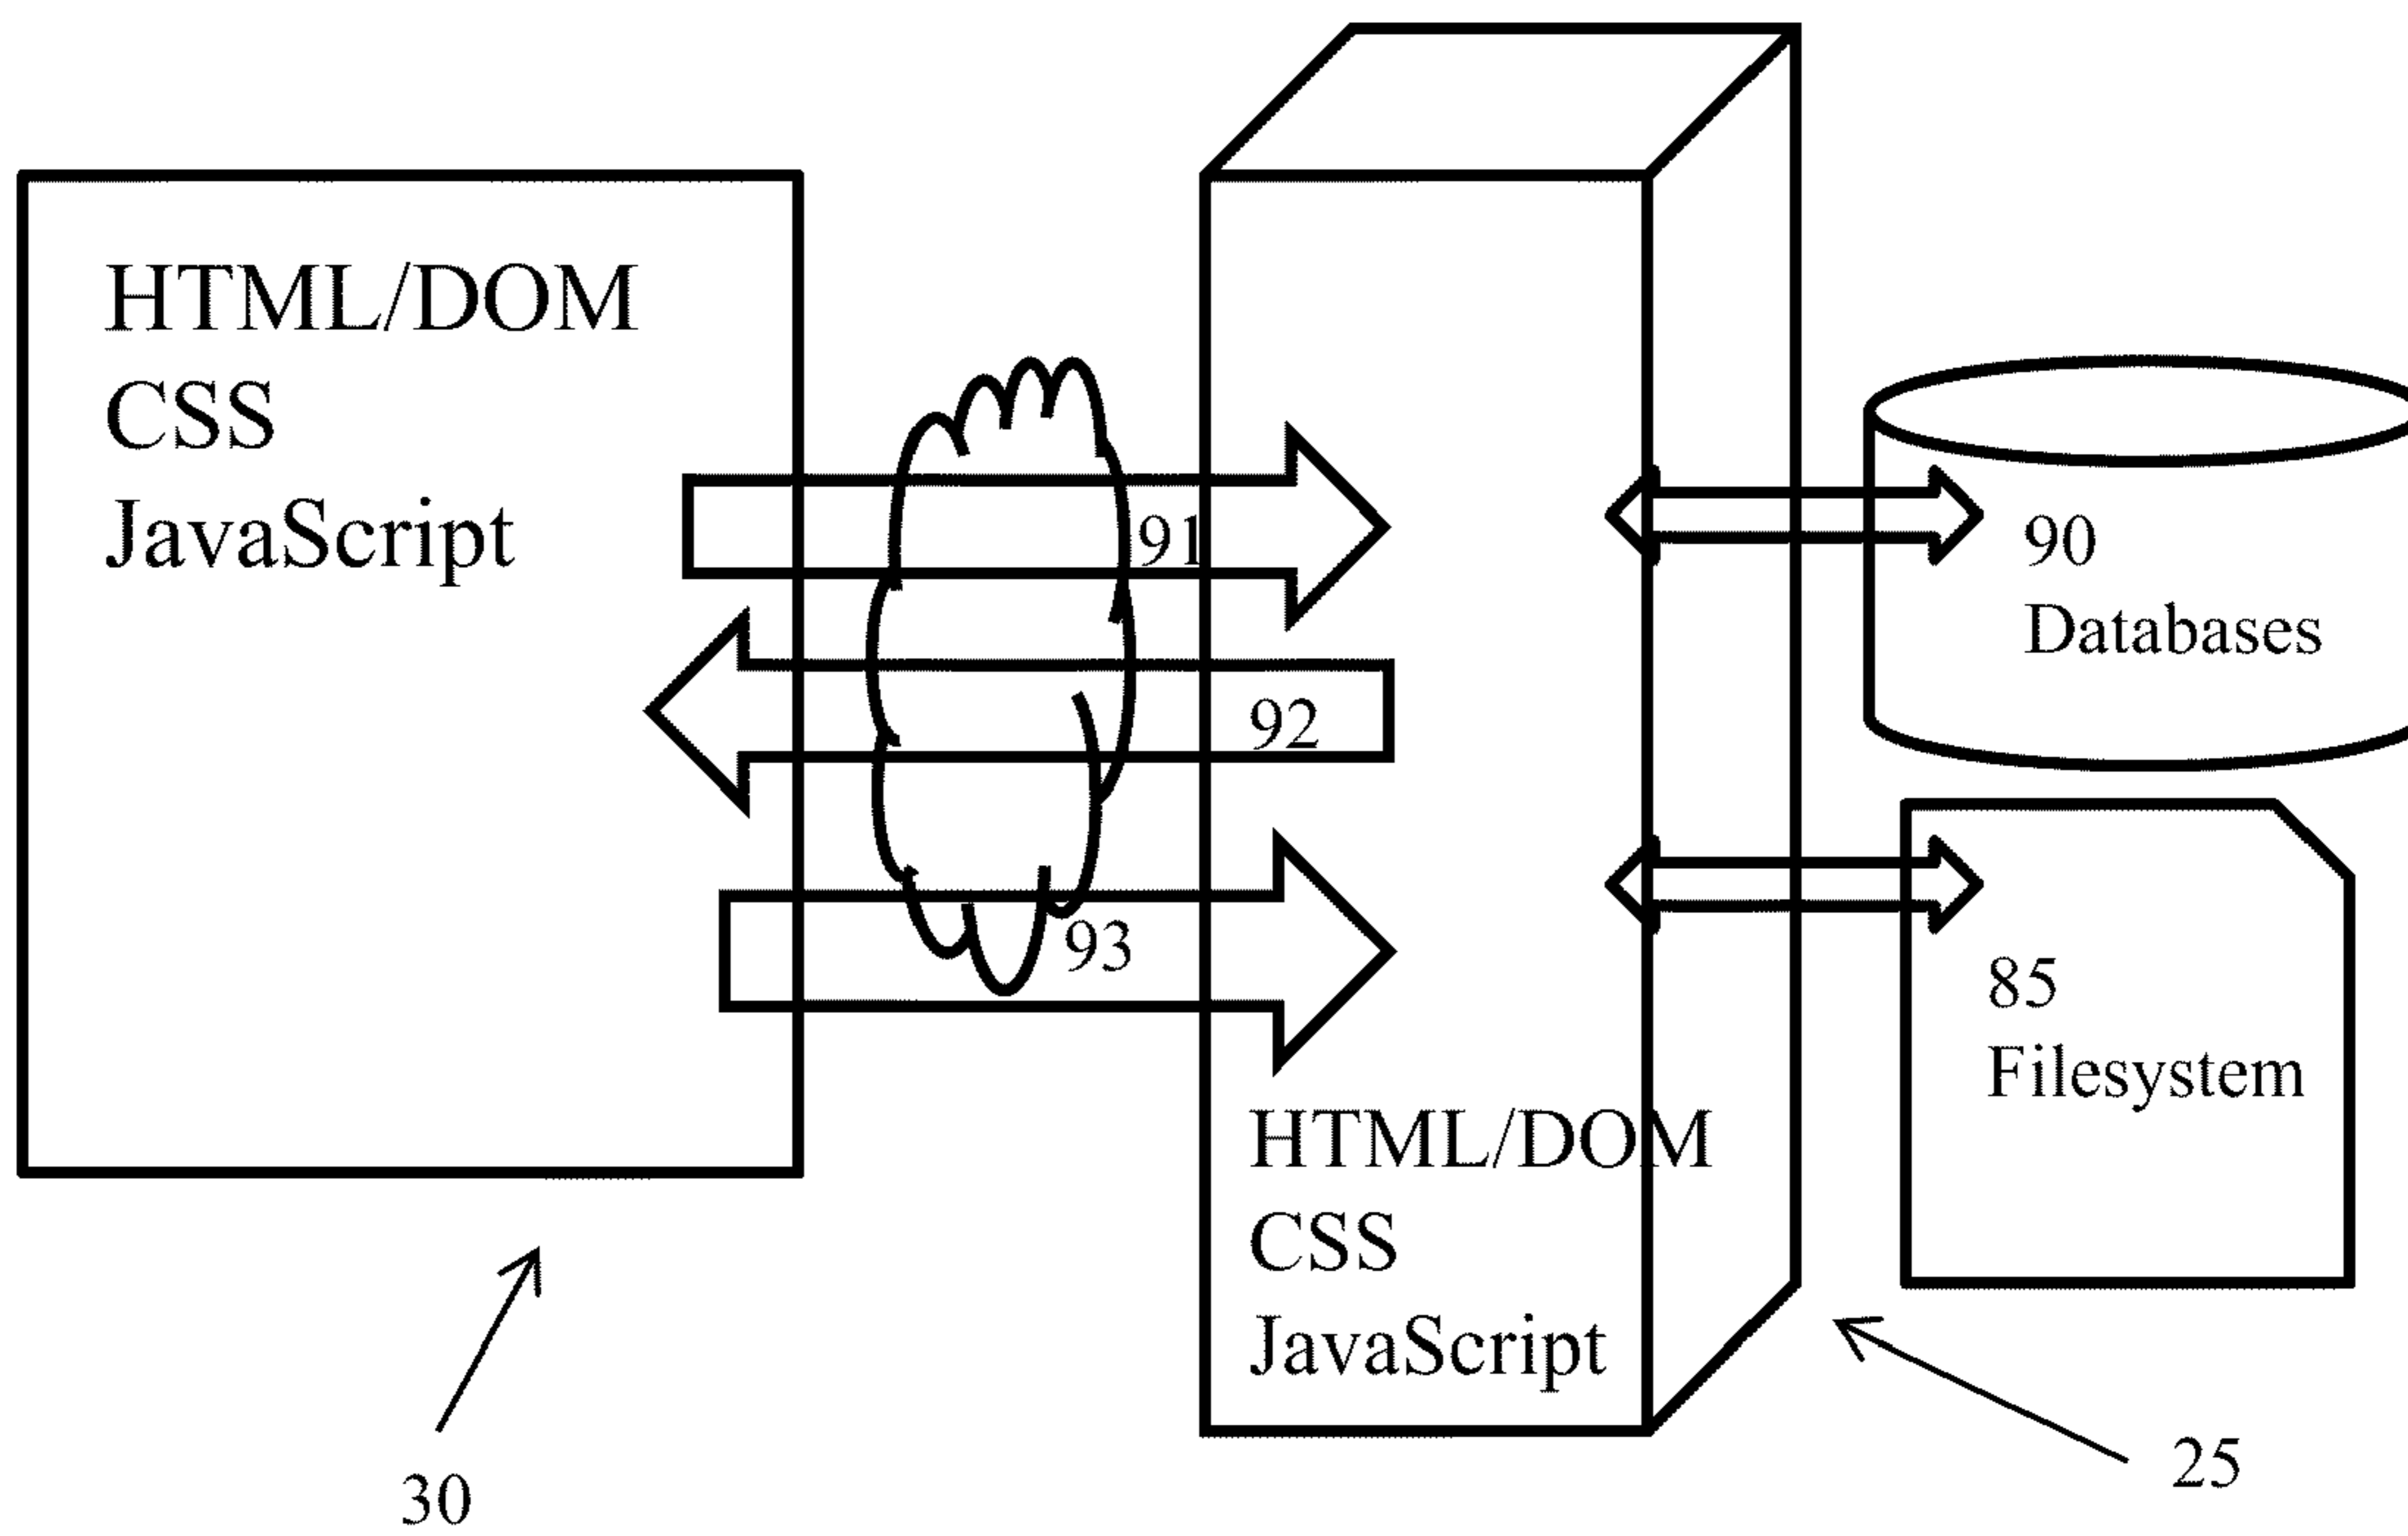 HTML/DOM
CSS
JavaScript
91
92
93
HTML/DOM
CSS
JavaScript
90
Databases
85
Filesystem
30
25